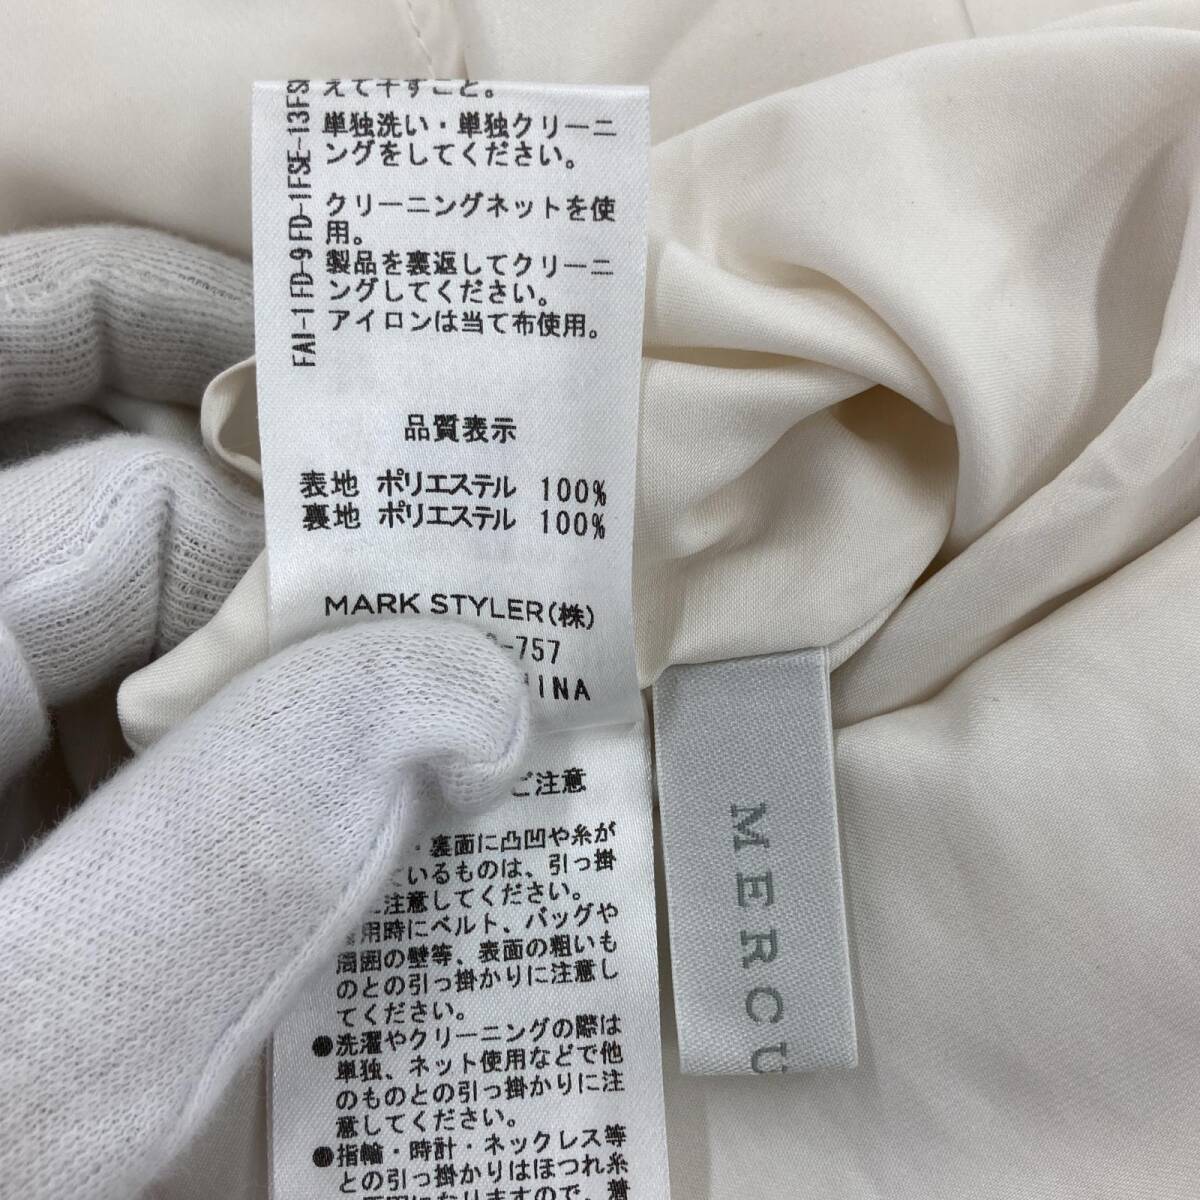 えて干すこと。
単独洗い・単独クリーニ
ングをしてください。
クリーニングネットを使
用。
製品を裏返してクリーニ
ングしてください。
アイロンは当て布使用。
FAI-1 FD-9 FD-1FSE-13FS
品質表示
表地 ポリエステル 100%
裏地 ポリエステル 100%
MARK STYLER(株)
-757
INA
ご注意
・裏面に凸凹や糸が
いるものは、引っ掛
注意してください。
用時にベルト、バッグや
周囲の壁等、表面の粗いも
のとの引っ掛かりに注意し
てください。
●洗濯やクリーニングの際は
単独、ネット使用などで他
のものとの引っ掛かりに注
意してください。
●指輪・時計・ネックレス等
との引っ掛かりはほつれ糸
になりますので、着
MERCU